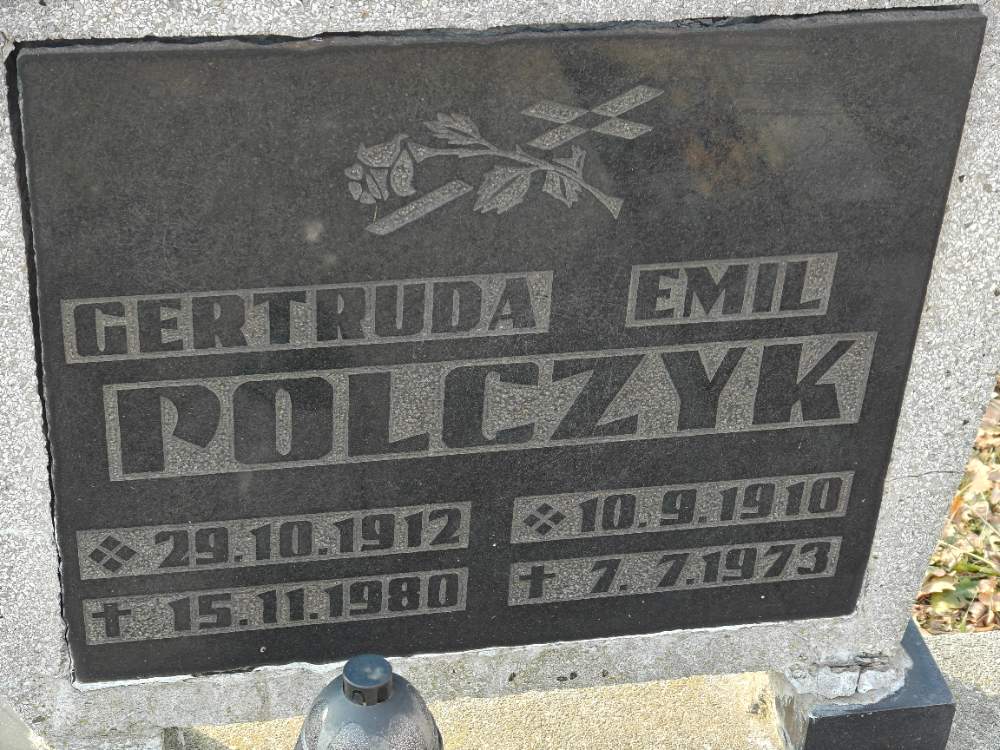 GERTRUDA EMIL
POLCZYK
29.10.1912 10.9.1910
15.11.1980 7.7.1973